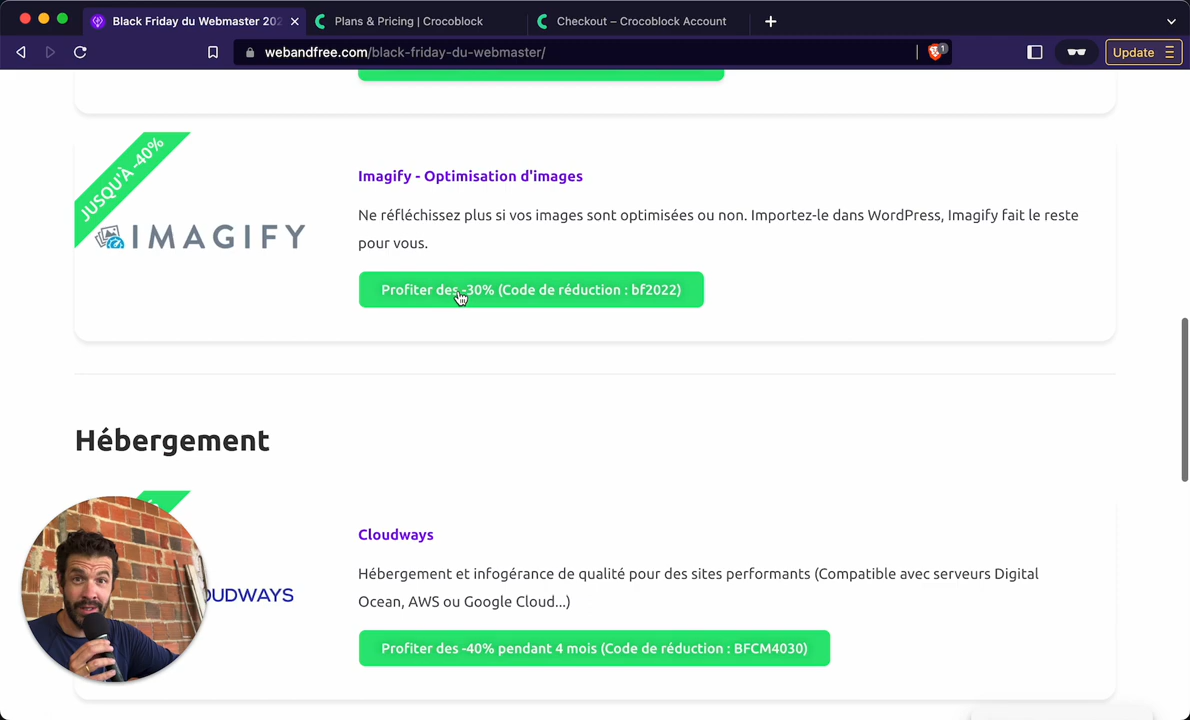 Black Friday du Webmaster 202
Plans & Pricing | Crocoblock
Checkout – Crocoblock Account
webandfree.com/black-friday-du-webmaster/
1
Update
JUSQU'À -40%
IMAGIFY
Imagify - Optimisation d'images
Ne réfléchissez plus si vos images sont optimisées ou non. Importez-le dans WordPress, Imagify fait le reste
pour vous.
Profiter des -30% (Code de réduction : bf2022)
Hébergement
OUDWAYS
Cloudways
Hébergement et infogérance de qualité pour des sites performants (Compatible avec serveurs Digital
Ocean, AWS ou Google Cloud...)
Profiter des -40% pendant 4 mois (Code de réduction : BFCM4030)